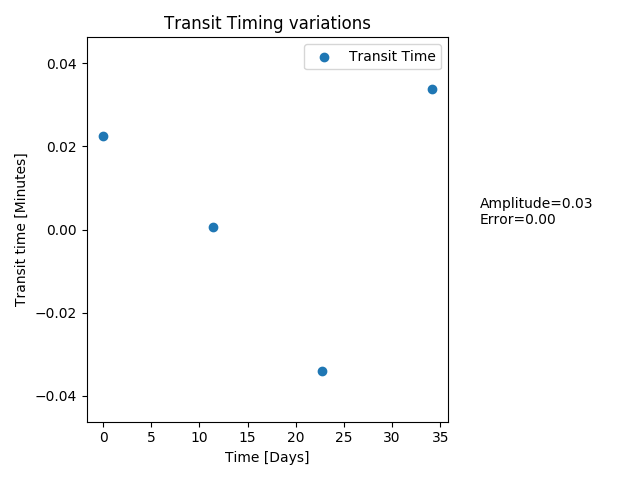 Transit Timing variations
Transit Time
0.04
0.02
0.00
−0.02
−0.04
Transit time [Minutes]
0 5 10 15 20 25 30 35
Time [Days]
Amplitude=0.03
Error=0.00